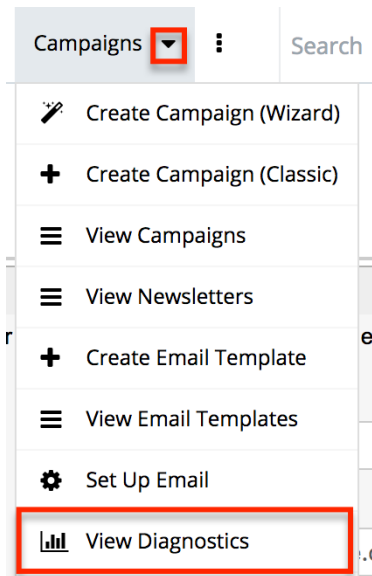 Campaigns
Search
Create Campaign (Wizard)
Create Campaign (Classic)
View Campaigns
View Newsletters
r
e
Create Email Template
View Email Templates
Set Up Email
View Diagnostics